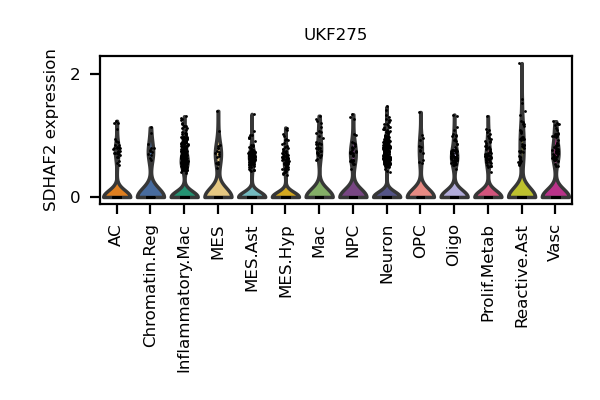 UKF275
SDHAF2 expression
2
0
AC
Chromatin.Reg
Inflammatory.Mac
MES
MES.Ast
MES.Hyp
Mac
NPC
Neuron
OPC
Oligo
Prolif.Metab
Reactive.Ast
Vasc